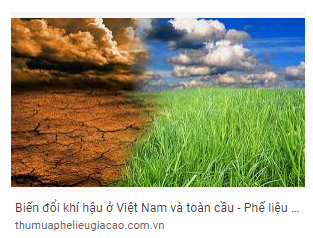 Biến đổi khí hậu ở Việt Nam và toàn cầu - Phế liệu ...
thumuaphelieugiacao.com.vn